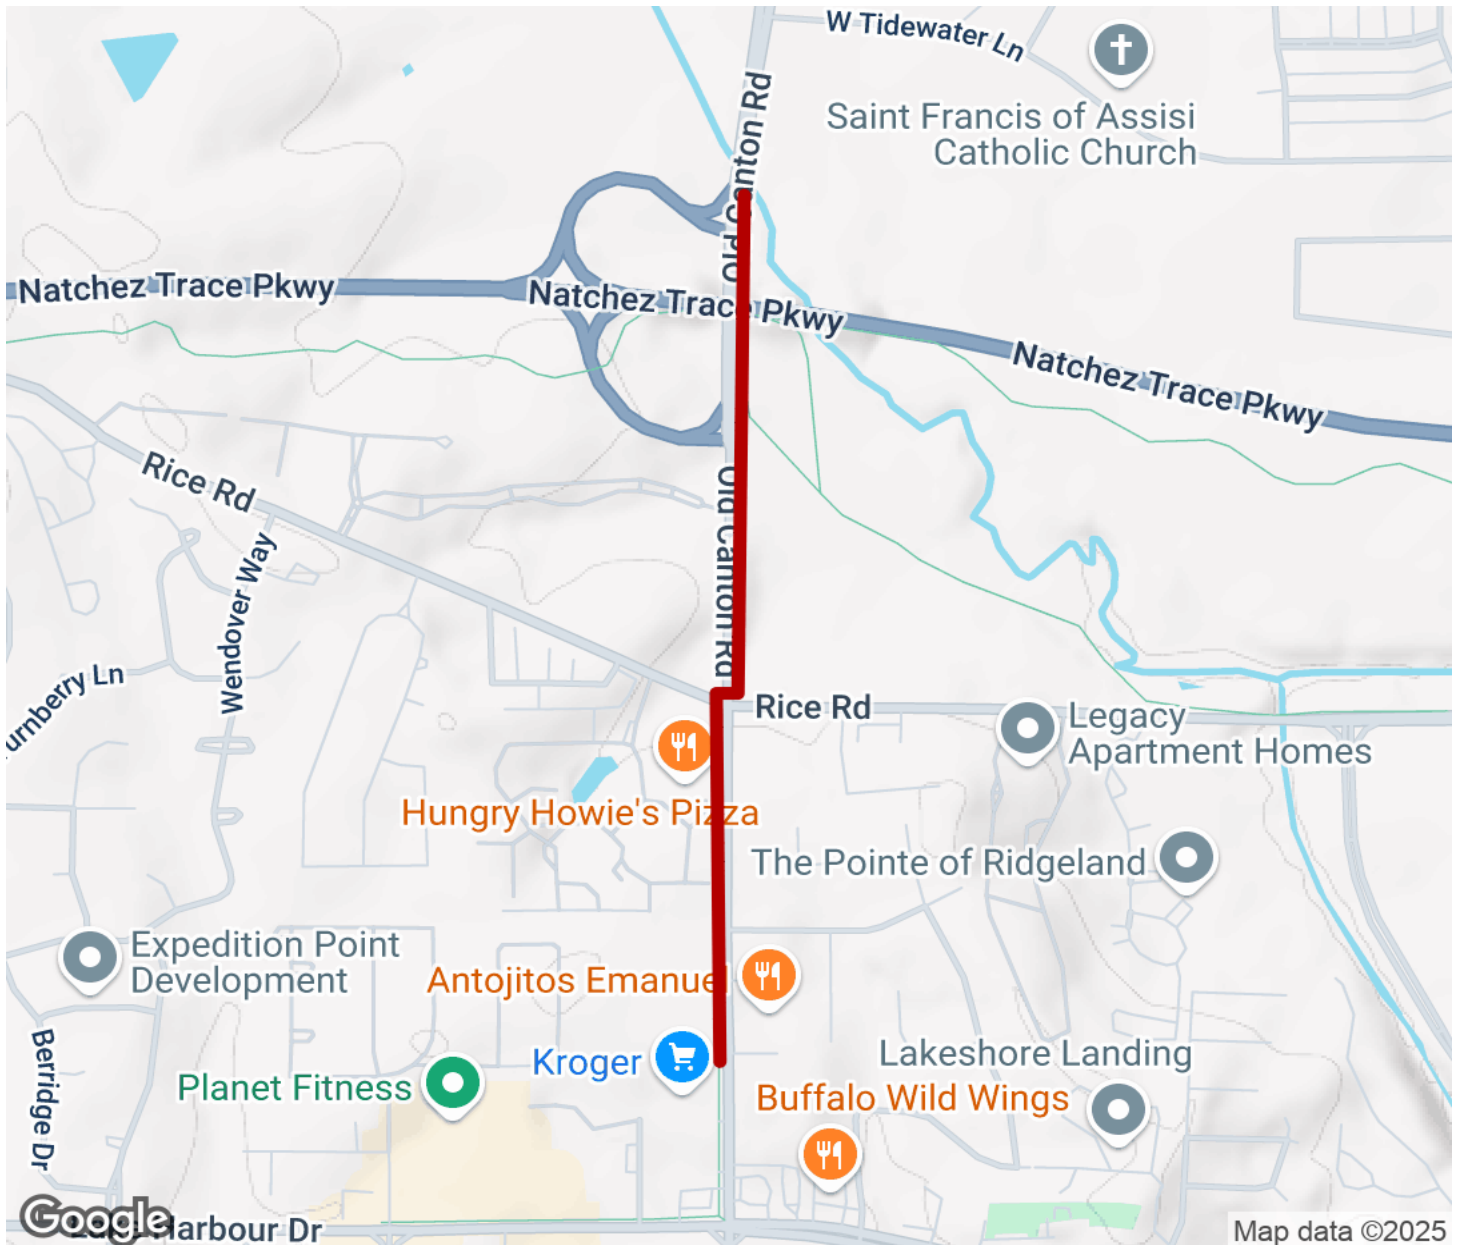 W Tidewater Ln
Saint Francis of Assisi
Catholic Church
Old Canton Rd
Natchez Trace Pkwy
Natchez Trace Pkwy
Natchez Trace Pkwy
Rice Rd
Old Canton Rd
Wendover Way
urnberry Ln
Rice Rd
Legacy
Apartment Homes
Hungry Howie's Pizza
The Pointe of Ridgeland
Expedition Point
Development
Antojitos Emanuel
Berridge Dr
Kroger
Lakeshore Landing
Planet Fitness
Buffalo Wild Wings
Google
Lake Harbour Dr
Map data ©2025